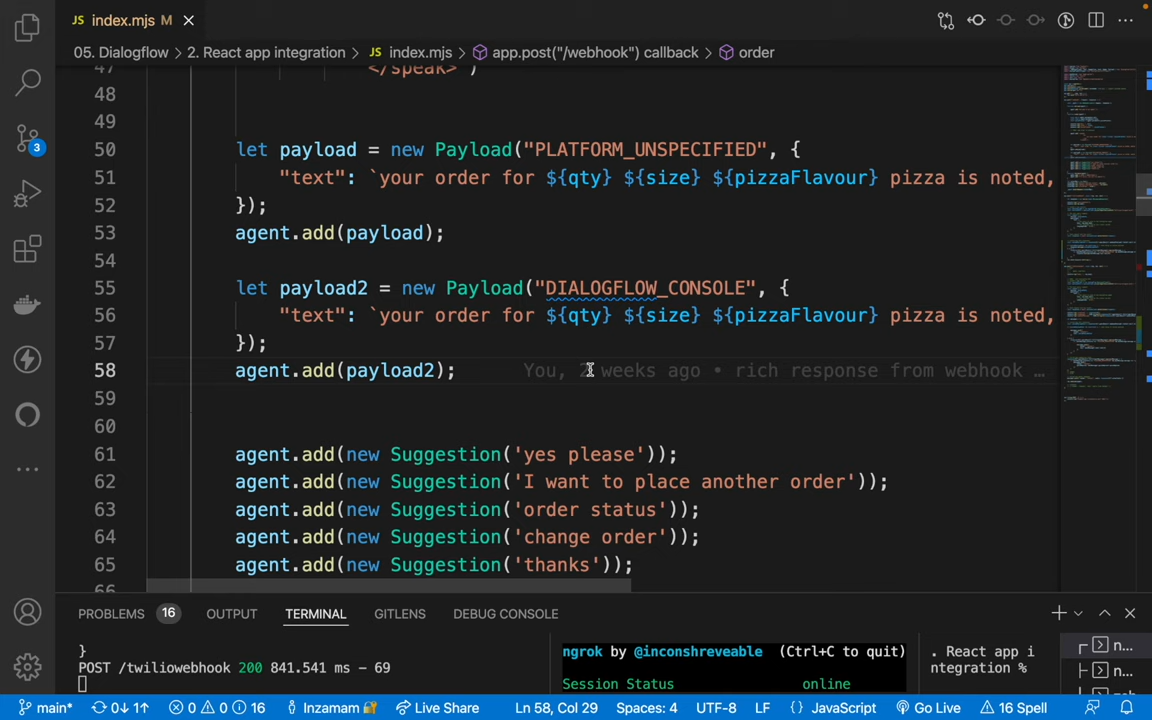 JS index.mjs M
05. Dialogflow > 2. React app integration > JS index.mjs > app.post("/webhook") callback > order
47 </speak>`)
48
49
50 let payload = new Payload("PLATFORM_UNSPECIFIED", {
51 "text": `your order for ${qty} ${size} ${pizzaFlavour} pizza is noted,
52 });
53 agent.add(payload);
54
55 let payload2 = new Payload("DIALOGFLOW_CONSOLE", {
56 "text": `your order for ${qty} ${size} ${pizzaFlavour} pizza is noted,
57 });
58 agent.add(payload2); You, 2 weeks ago • rich response from webhook …
59
60
61 agent.add(new Suggestion('yes please'));
62 agent.add(new Suggestion('I want to place another order'));
63 agent.add(new Suggestion('order status'));
64 agent.add(new Suggestion('change order'));
65 agent.add(new Suggestion('thanks'));
66
3
PROBLEMS 16 OUTPUT TERMINAL GITLENS DEBUG CONSOLE
}
POST /twiliowebhook 200 841.541 ms - 69
ngrok by @inconshreveable (Ctrl+C to quit)
Session Status online
. React app i
ntegration %
n...
n...
main* 0↓ 1↑ 0 0 16 Inzamam Live Share Ln 58, Col 29 Spaces: 4 UTF-8 LF {} JavaScript Go Live 16 Spell